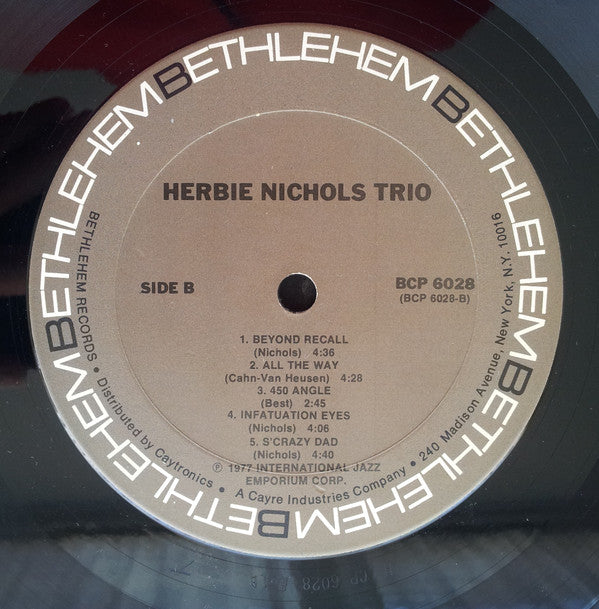 BETHLEHEM BETHLEHEM BETHLEHEM BETHLEHEM BETHLEHEM
HERBIE NICHOLS TRIO
SIDE B
BCP 6028
(BCP 6028-B)
1. BEYOND RECALL
(Nichols) 4:36
2. ALL THE WAY
(Cahn-Van Heusen) 4:28
3. 450 ANGLE
(Best) 2:45
4. INFATUATION EYES
(Nichols) 4:06
5. S'CRAZY DAD
(Nichols) 4:40
℗ 1977 INTERNATIONAL JAZZ
EMPORIUM CORP.
BETHLEHEM RECORDS • Distributed by Caytronics • A Cayre Industries Company • 240 Madison Avenue, New York, N.Y. 10016